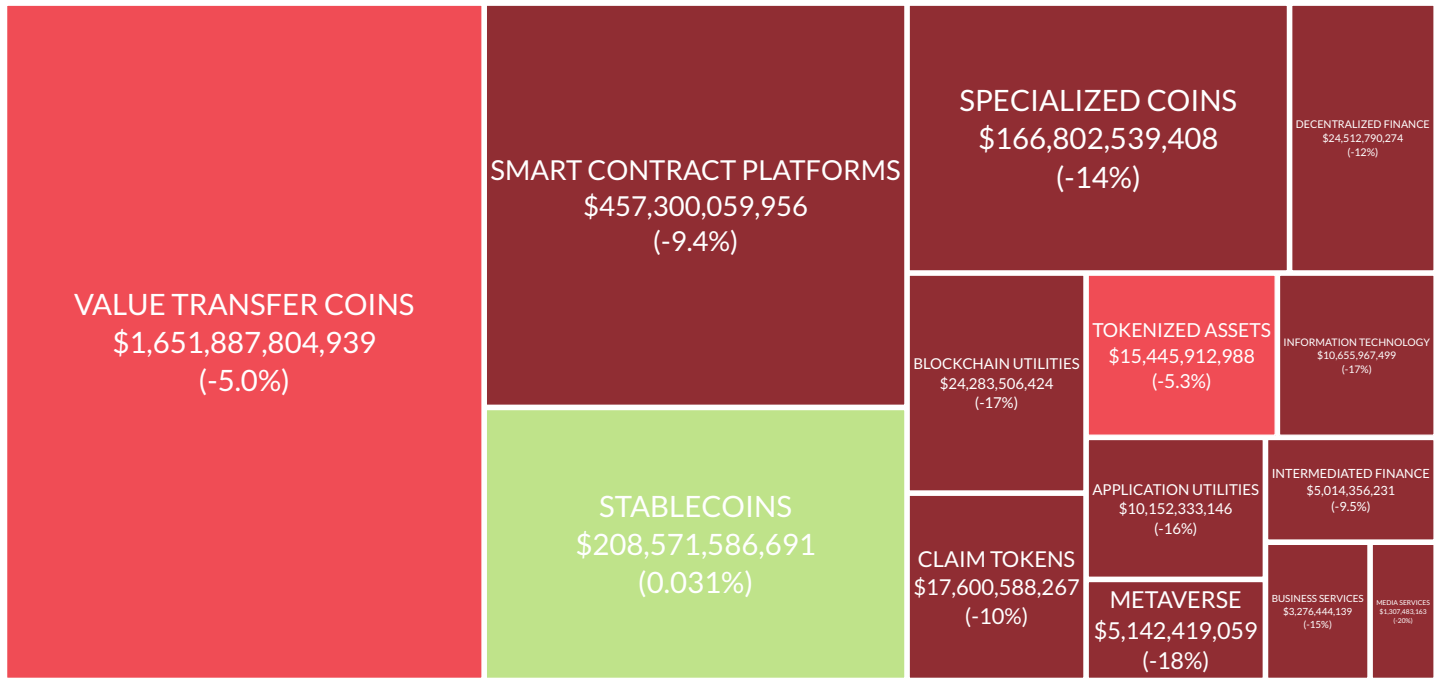 VALUE TRANSFER COINS
$1,651,887,804,939
(-5.0%)
SMART CONTRACT PLATFORMS
$457,300,059,956
(-9.4%)
STABLECOINS
$208,571,586,691
(0.031%)
SPECIALIZED COINS
$166,802,539,408
(-14%)
DECENTRALIZED FINANCE
$24,512,790,274
(-12%)
BLOCKCHAIN UTILITIES
$24,283,506,424
(-17%)
CLAIM TOKENS
$17,600,588,267
(-10%)
TOKENIZED ASSETS
$15,445,912,988
(-5.3%)
INFORMATION TECHNOLOGY
$10,655,967,499
(-17%)
APPLICATION UTILITIES
$10,152,333,146
(-16%)
METAVERSE
$5,142,419,059
(-18%)
INTERMEDIATED FINANCE
$5,014,356,231
(-9.5%)
BUSINESS SERVICES
$3,276,444,139
(-15%)
MEDIA SERVICES
$1,307,483,163
(-20%)